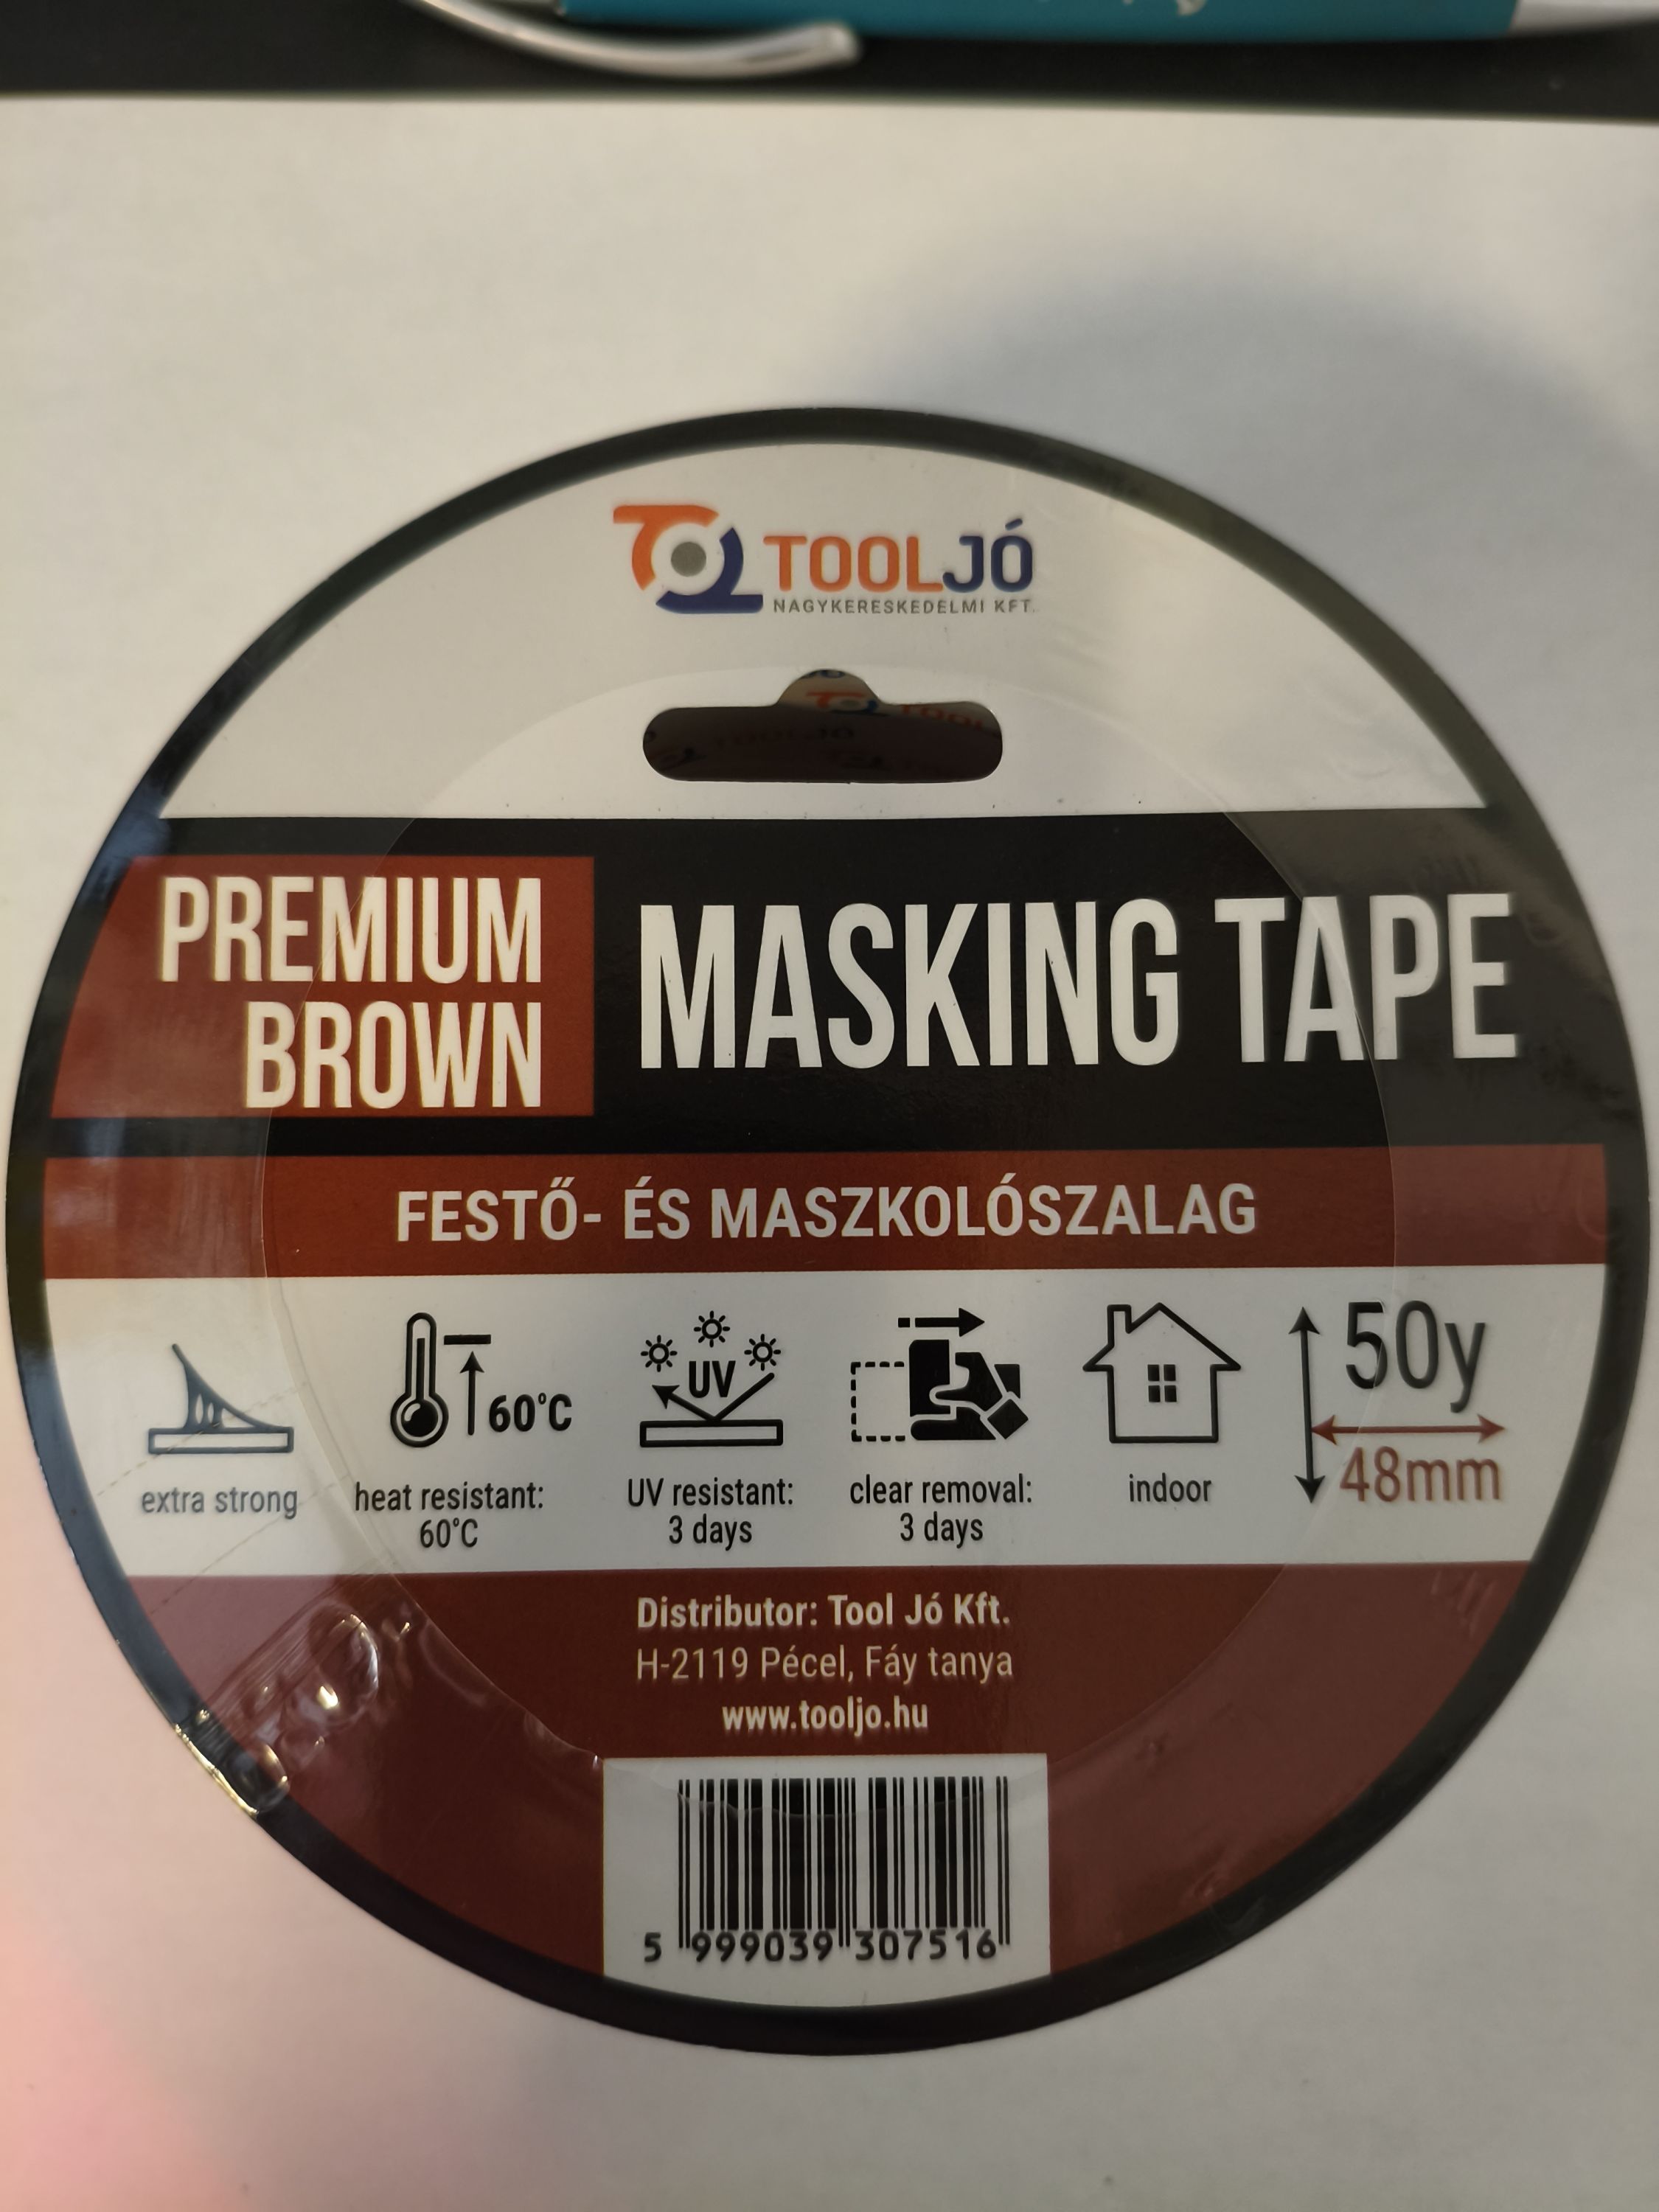 TOOLJÓ
NAGYKERESKEDELMI KFT.
PREMIUM
BROWN
MASKING TAPE
FESTŐ- ÉS MASZKOLÓSZALAG
60°C
UV
50y
48mm
extra strong
heat resistant:
60°C
UV resistant:
3 days
clear removal:
3 days
indoor
Distributor: Tool Jó Kft.
H-2119 Pécel, Fáy tanya
www.tooljo.hu
5 999039 307516